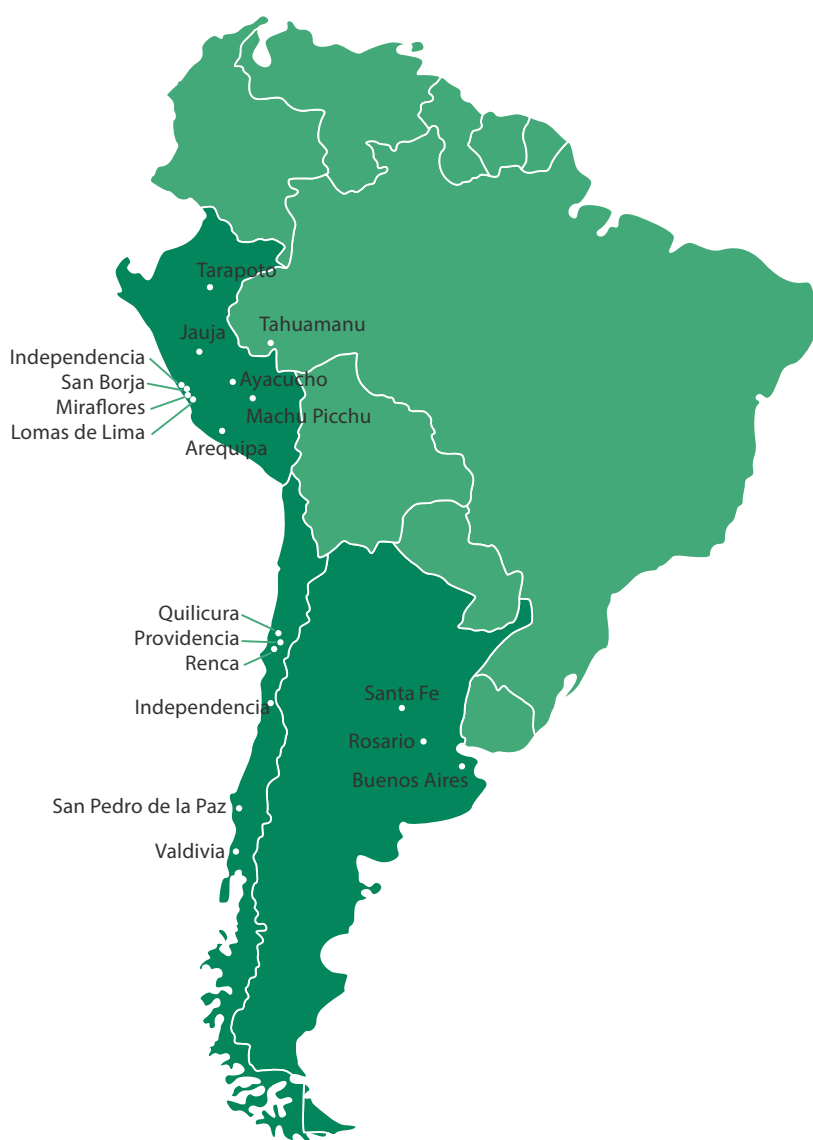 Tarapoto
Tahuamanu
Jauja
Independencia
San Borja
Ayacucho
Miraflores
Machu Picchu
Lomas de Lima
Arequipa
Quilicura
Providencia
Renca
Santa Fe
Independencia
Rosario
Buenos Aires
San Pedro de la Paz
Valdivia